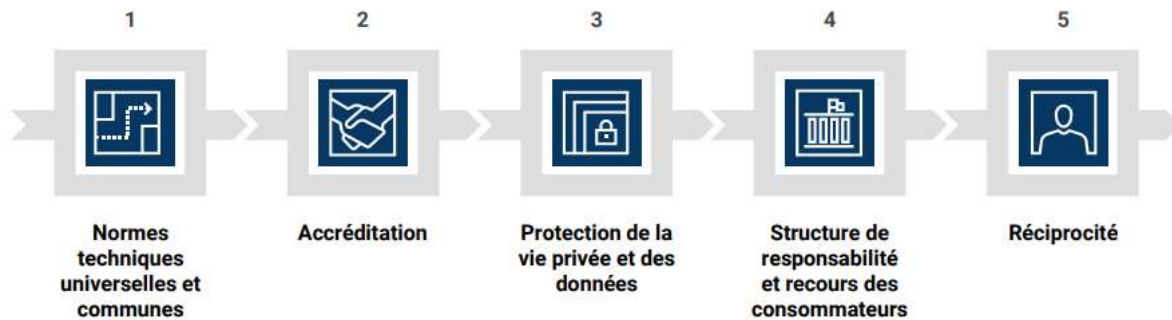 1
2
3
4
5
Normes
techniques
universelles et
communes
Accréditation
Protection de la
vie privée et des
données
Structure de
responsabilité
et recours des
consommateurs
Réciprocité